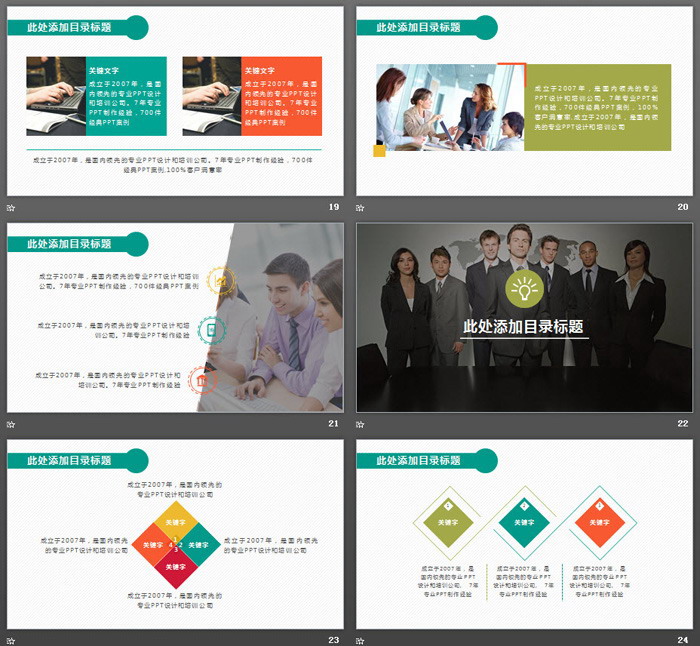 此处添加目录标题
关键文字
成立于2007年，是国
内领先的专业PPT设计
和培训公司。7年专业
PPT制作经验，700件
经典PPT案例
关键文字
成立于2007年，是国
内领先的专业PPT设计
和培训公司。7年专业
PPT制作经验，700件
经典PPT案例
成立于2007年，是国内领先的专业PPT设计和培训公司。7年专业PPT制作经验，700件
经典PPT案例,100%客户满意率
19
此处添加目录标题
成立于2007年，是国内领先的专业
PPT设计和培训公司。7年专业PPT制
作经验，700件经典PPT案例，100%
客户满意率.成立于2007年，是国内领
先的专业PPT设计和培训公司
20
此处添加目录标题
成立于2007年，是国内领先的专业PPT设计和培训
公司。7年专业PPT制作经验，700件经典PPT案例
成立于2007年，是国内领先的专业PPT设计
和培训公司。7年专业PPT制作经验
成立于2007年，是国内领先的专业PPT设计
和培训公司。7年专业PPT制作经验
21
此处添加目录标题
22
此处添加目录标题
成立于2007年，是国内领先的
专业PPT设计和培训公司
成立于2007年，是国内领先
的专业PPT设计和培训公司
关键字
1
关键字
4
2
关键字
3
关键字
成立于2007年，是国内领先
的专业PPT设计和培训公司
成立于2007年，是国内领先的
专业PPT设计和培训公司
23
此处添加目录标题
1
关键字
2
关键字
3
关键字
成立于2007年，是
国内领先的专业PPT
设计和培训公司， 7年
专业PPT制作经验
成立于2007年，是
国内领先的专业PPT
设计和培训公司， 7年
专业PPT制作经验
成立于2007年，是
国内领先的专业PPT
设计和培训公司， 7年
专业PPT制作经验
24